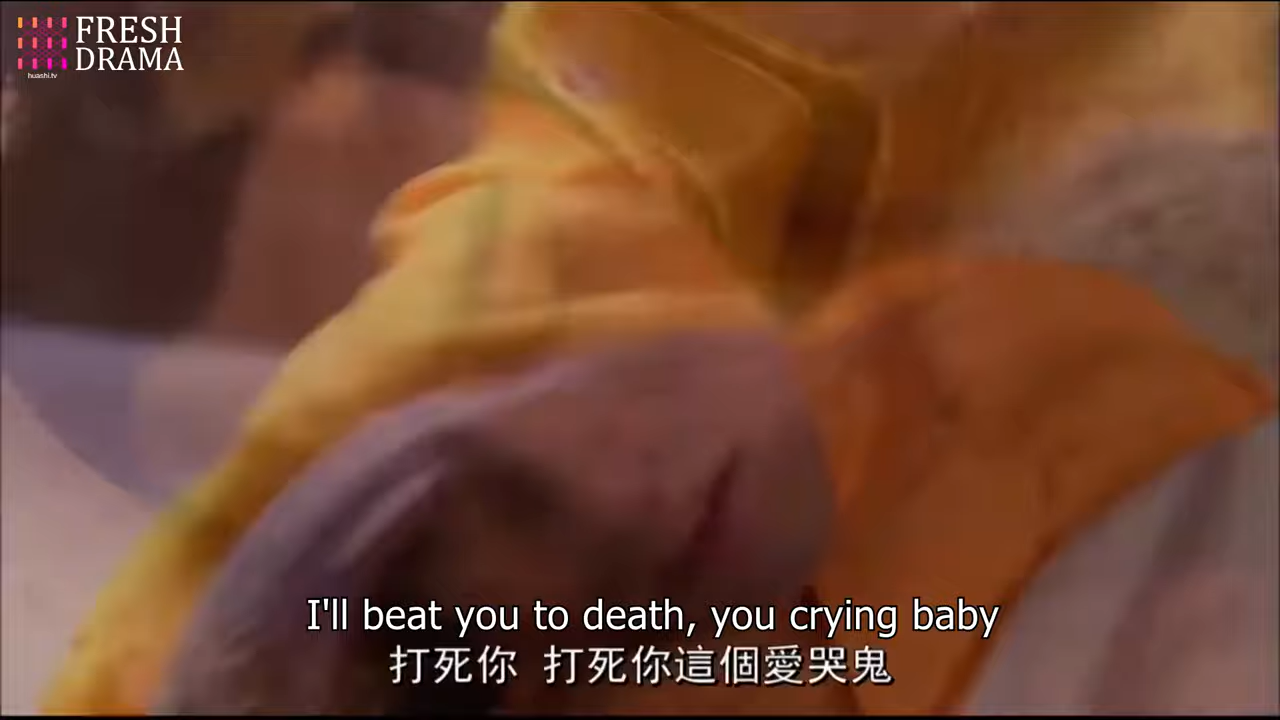 FRESH
DRAMA
huashi.tv
I'll beat you to death, you crying baby
打死你 打死你這個愛哭鬼